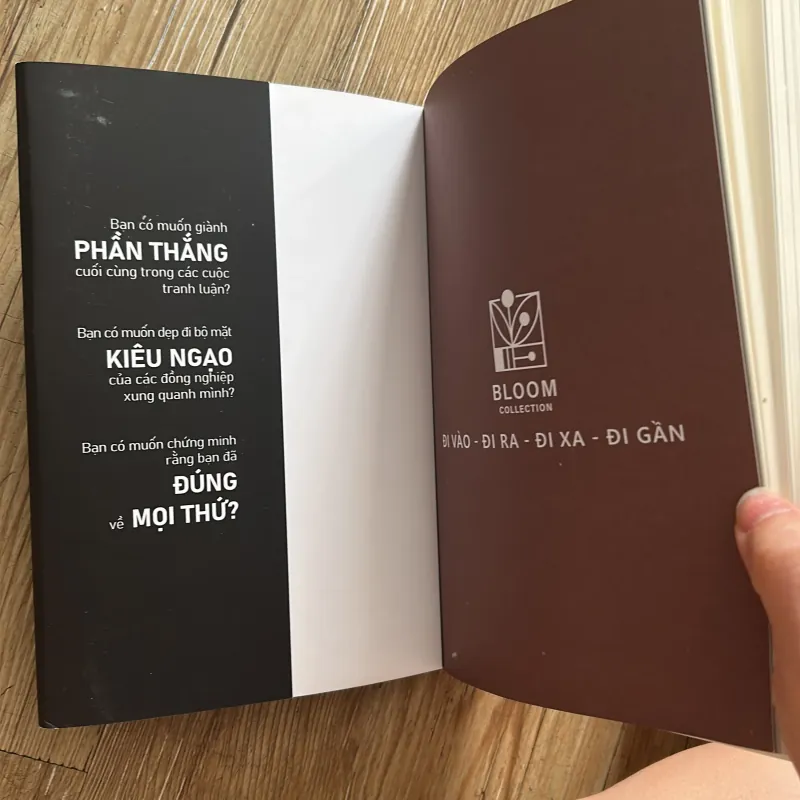 Bạn có muốn giành
PHẦN THẮNG
cuối cùng trong các cuộc
tranh luận?
Bạn có muốn dẹp đi bộ mặt
KIÊU NGẠO
của các đồng nghiệp
xung quanh mình?
Bạn có muốn chứng minh
rằng bạn đã
ĐÚNG
về MỌI THỨ?
BLOOM
COLLECTION
ĐI VÀO - ĐI RA - ĐI XA - ĐI GẦN